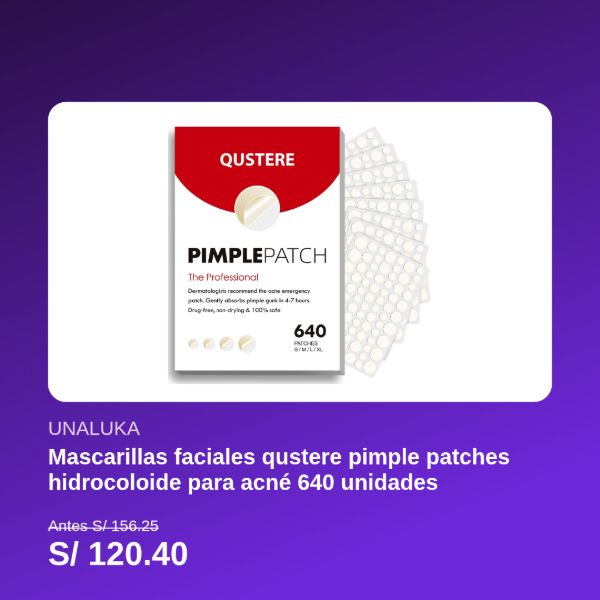 QUSTERE
PIMPLEPATCH
The Professional
Dermatologists recommend the acne emergency
patch. Gently absorbs pimple gunk in 4-7 hours.
Drug-free, non-drying & 100% safe
640
PATCHES
S / M / L / XL
UNALUKA
Mascarillas faciales qustere pimple patches
hidrocoloide para acné 640 unidades
Antes S/ 156.25
S/ 120.40